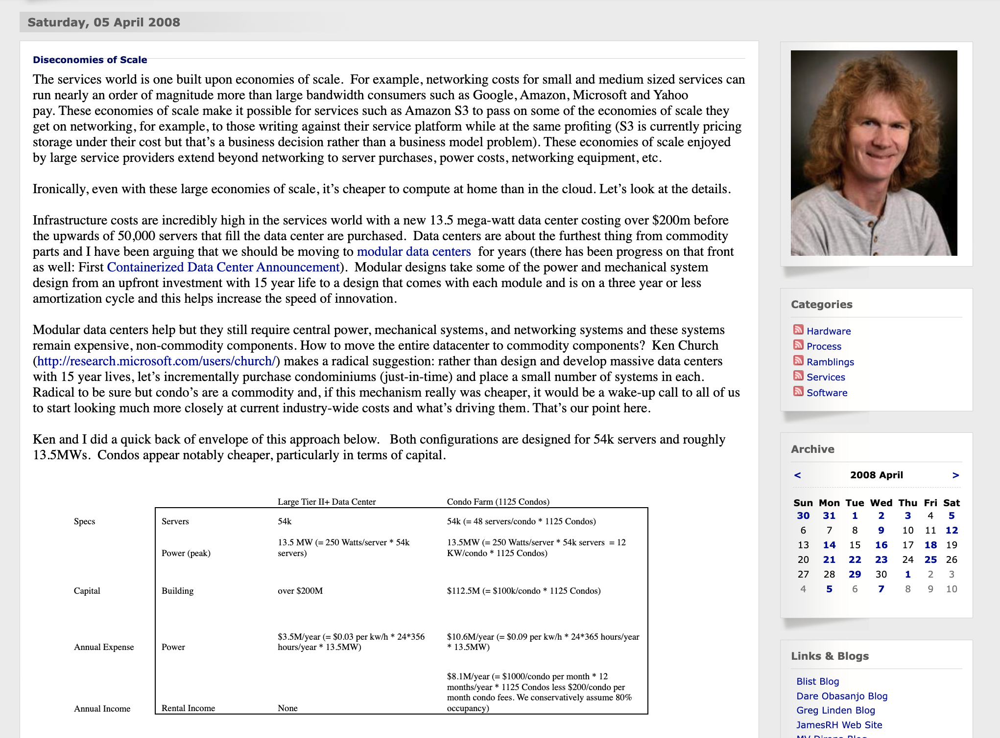 Saturday, 05 April 2008
Diseconomies of Scale
The services world is one built upon economies of scale.  For example, networking costs for small and medium sized services can
run nearly an order of magnitude more than large bandwidth consumers such as Google, Amazon, Microsoft and Yahoo
pay. These economies of scale make it possible for services such as Amazon S3 to pass on some of the economies of scale they
get on networking, for example, to those writing against their service platform while at the same profiting (S3 is currently pricing
storage under their cost but that’s a business decision rather than a business model problem). These economies of scale enjoyed
by large service providers extend beyond networking to server purchases, power costs, networking equipment, etc.
Ironically, even with these large economies of scale, it’s cheaper to compute at home than in the cloud. Let’s look at the details.
Infrastructure costs are incredibly high in the services world with a new 13.5 mega-watt data center costing over $200m before
the upwards of 50,000 servers that fill the data center are purchased.  Data centers are about the furthest thing from commodity
parts and I have been arguing that we should be moving to modular data centers  for years (there has been progress on that front
as well: First Containerized Data Center Announcement).  Modular designs take some of the power and mechanical system
design from an upfront investment with 15 year life to a design that comes with each module and is on a three year or less
amortization cycle and this helps increase the speed of innovation.
Modular data centers help but they still require central power, mechanical systems, and networking systems and these systems
remain expensive, non-commodity components. How to move the entire datacenter to commodity components?  Ken Church
(http://research.microsoft.com/users/church/) makes a radical suggestion: rather than design and develop massive data centers
with 15 year lives, let’s incrementally purchase condominiums (just-in-time) and place a small number of systems in each.
Radical to be sure but condo’s are a commodity and, if this mechanism really was cheaper, it would be a wake-up call to all of us
to start looking much more closely at current industry-wide costs and what’s driving them. That’s our point here.
Ken and I did a quick back of envelope of this approach below.   Both configurations are designed for 54k servers and roughly
13.5MWs.  Condos appear notably cheaper, particularly in terms of capital.
Large Tier II+ Data Center Condo Farm (1125 Condos)
Specs Servers 54k 54k (= 48 servers/condo * 1125 Condos)
Power (peak) 13.5 MW (= 250 Watts/server * 54k
servers)
13.5MW (= 250 Watts/server * 54k servers  = 12
KW/condo * 1125 Condos)
Capital Building over $200M $112.5M (= $100k/condo * 1125 Condos)
Annual Expense Power $3.5M/year (= $0.03 per kw/h * 24*356
hours/year * 13.5MW)
$10.6M/year (= $0.09 per kw/h * 24*365 hours/year
* 13.5MW)
Annual Income Rental Income None $8.1M/year (= $1000/condo per month * 12
months/year * 1125 Condos less $200/condo per
month condo fees. We conservatively assume 80%
occupancy)
Categories
Hardware
Process
Ramblings
Services
Software
Archive
< 2008 April >
Sun Mon Tue Wed Thu Fri Sat
30 31 1 2 3 4 5
6 7 8 9 10 11 12
13 14 15 16 17 18 19
20 21 22 23 24 25 26
27 28 29 30 1 2 3
4 5 6 7 8 9 10
Links & Blogs
Blist Blog
Dare Obasanjo Blog
Greg Linden Blog
JamesRH Web Site